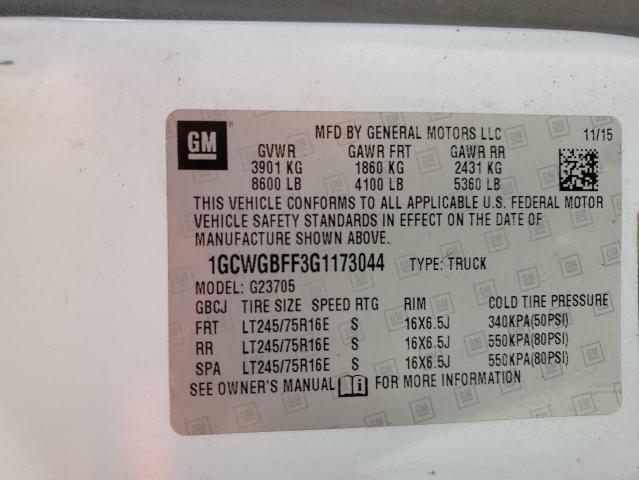 GM ® MFD BY GENERAL MOTORS LLC 11/15
GVWR GAWR FRT GAWR RR
3901 KG 1860 KG 2431 KG
8600 LB 4100 LB 5360 LB
THIS VEHICLE CONFORMS TO ALL APPLICABLE U.S. FEDERAL MOTOR
VEHICLE SAFETY STANDARDS IN EFFECT ON THE DATE OF
MANUFACTURE SHOWN ABOVE.
1GCWGBFF3G1173044 TYPE: TRUCK
MODEL: G23705
GBCJ TIRE SIZE SPEED RTG RIM COLD TIRE PRESSURE
FRT LT245/75R16E S 16X6.5J 340KPA(50PSI)
RR LT245/75R16E S 16X6.5J 550KPA(80PSI)
SPA LT245/75R16E S 16X6.5J 550KPA(80PSI)
SEE OWNER'S MANUAL i FOR MORE INFORMATION